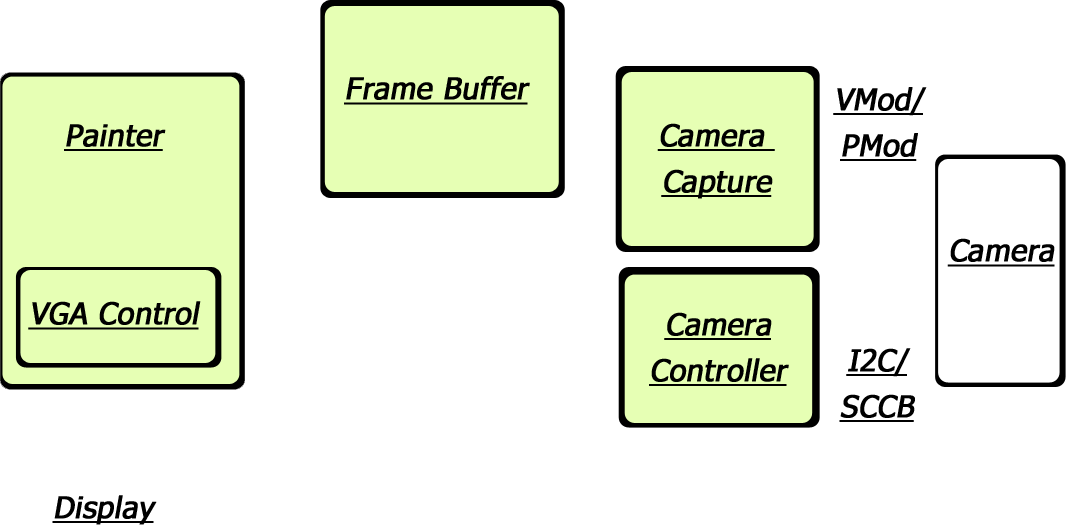 Frame Buffer
Painter
Camera
Capture
VMod/
PMod
Camera
VGA Control
Camera
Controller
I2C/
SCCB
Display